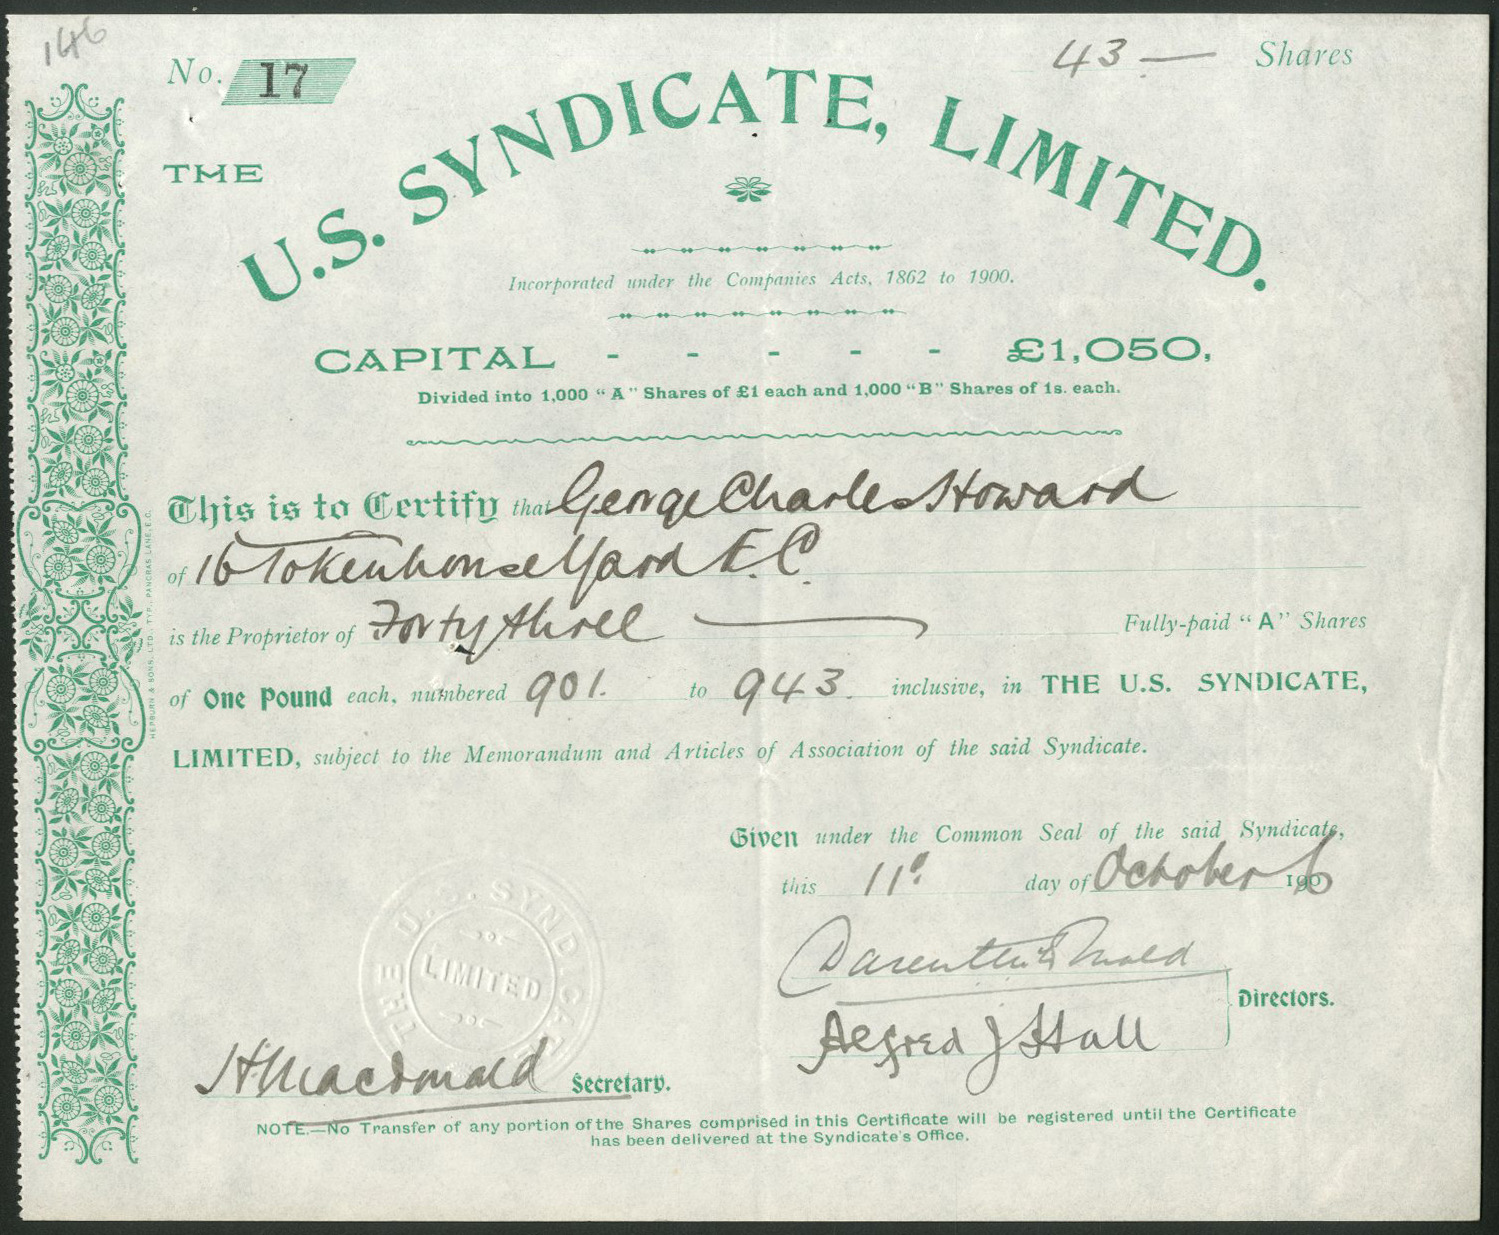 146
No. 17
43 — Shares
THE
U.S. SYNDICATE, LIMITED.
Incorporated under the Companies Acts, 1862 to 1900.
CAPITAL - - - - - £1,050,
Divided into 1,000 "A" Shares of £1 each and 1,000 "B" Shares of 1s. each.
This is to Certify that George Charles Howard
of 16 Tokenhouse Yard E.C.
is the Proprietor of Forty three — Fully-paid "A" Shares
of One Pound each, numbered 901. to 943. inclusive, in THE U.S. SYNDICATE,
LIMITED, subject to the Memorandum and Articles of Association of the said Syndicate.
Given under the Common Seal of the said Syndicate,
this 11th day of October 1906
Directors.
Alfred J Hall
THE U.S. SYNDICATE
LIMITED
H Macdonald Secretary.
NOTE.—No Transfer of any portion of the Shares comprised in this Certificate will be registered until the Certificate
has been delivered at the Syndicate's Office.
HEPBURN & SONS, LTD. TYP., PANCRAS LANE, E.C.